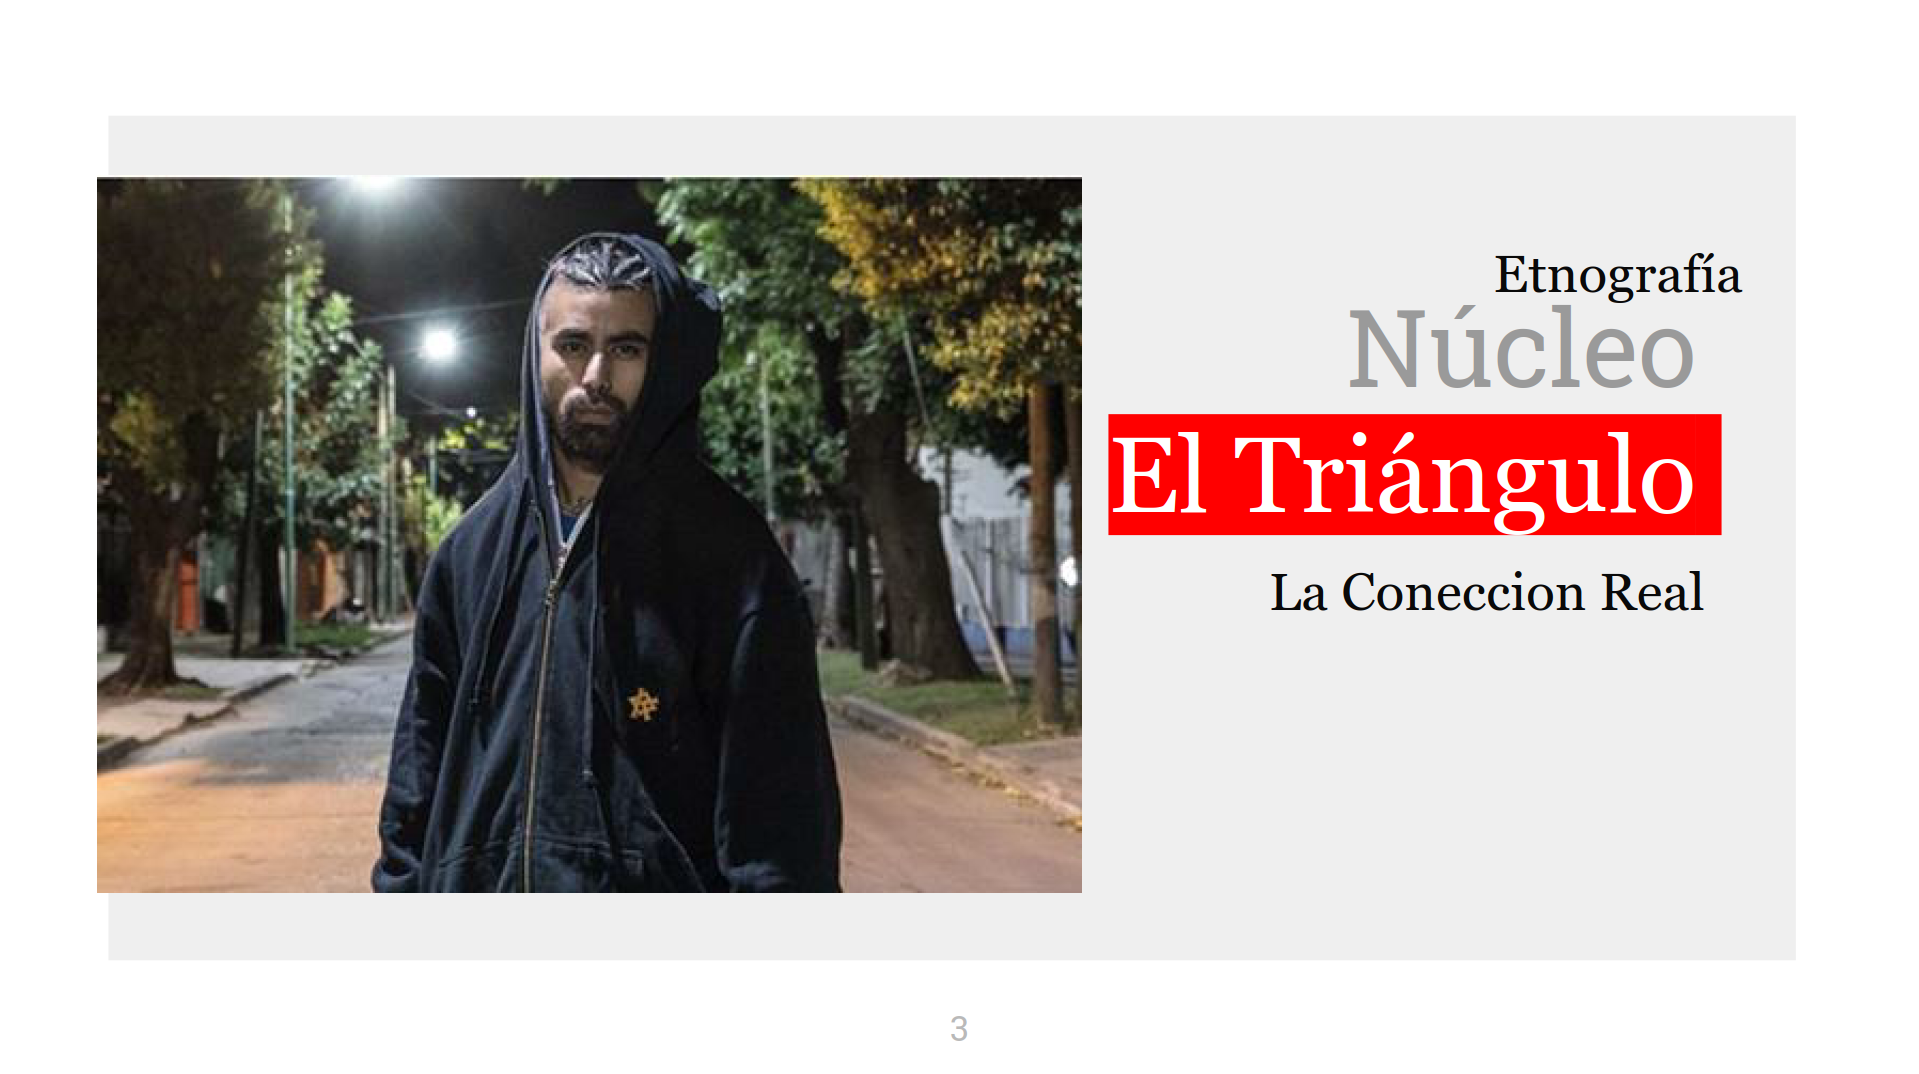 Etnografía
Núcleo
El Triángulo
La Coneccion Real
3